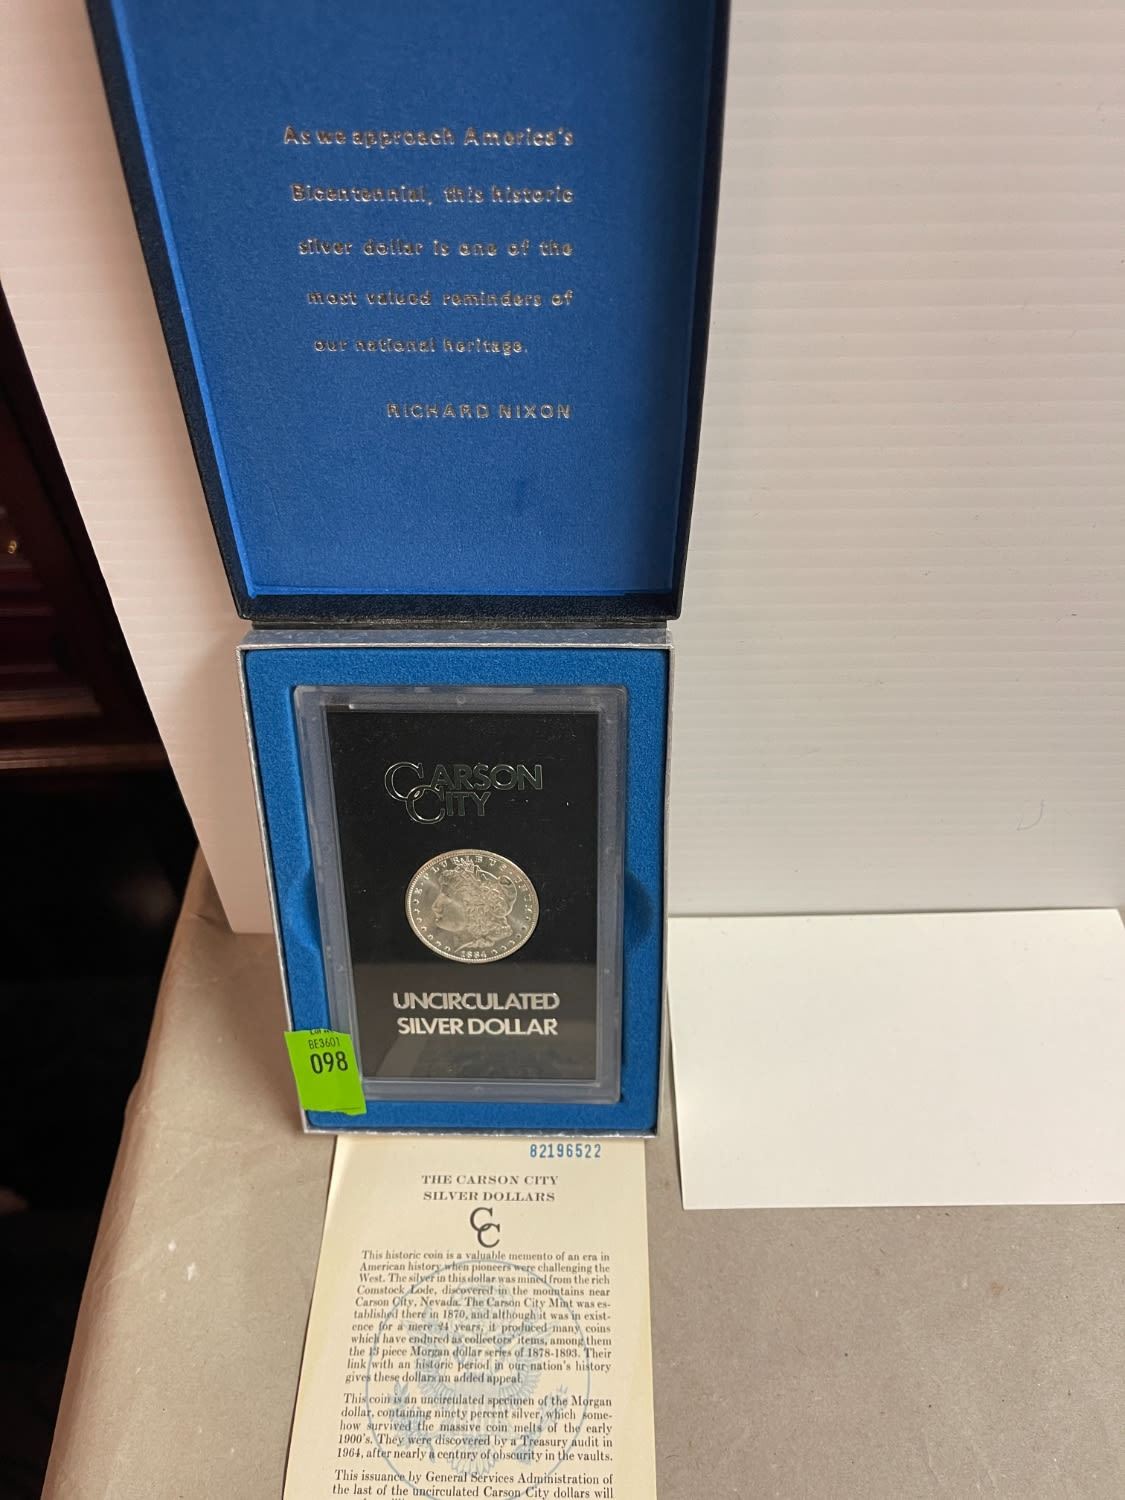 As we approach America's
Bicentennial, this historic
silver dollar is one of the
most valued reminders of
our national heritage.
RICHARD NIXON
CARSON
CITY
E·PLURIBUS·UNUM
1884
UNCIRCULATED
SILVER DOLLAR
BE3601
098
82196522
THE CARSON CITY
SILVER DOLLARS
CC
This historic coin is a valuable memento of an era in
American history when pioneers were challenging the
West. The silver in this dollar was mined from the rich
Comstock Lode, discovered in the mountains near
Carson City, Nevada. The Carson City Mint was es-
tablished there in 1870, and although it was in exist-
ence for a mere 24 years, it produced many coins
which have endured as collectors' items, among them
the 13 piece Morgan dollar series of 1878-1893. Their
link with an historic period in our nation's history
gives these dollars an added appeal.
This coin is an uncirculated specimen of the Morgan
dollar, containing ninety percent silver, which some-
how survived the massive coin melts of the early
1900's. They were discovered by a Treasury audit in
1964, after nearly a century of obscurity in the vaults.
This issuance by General Services Administration of
the last of the uncirculated Carson City dollars will